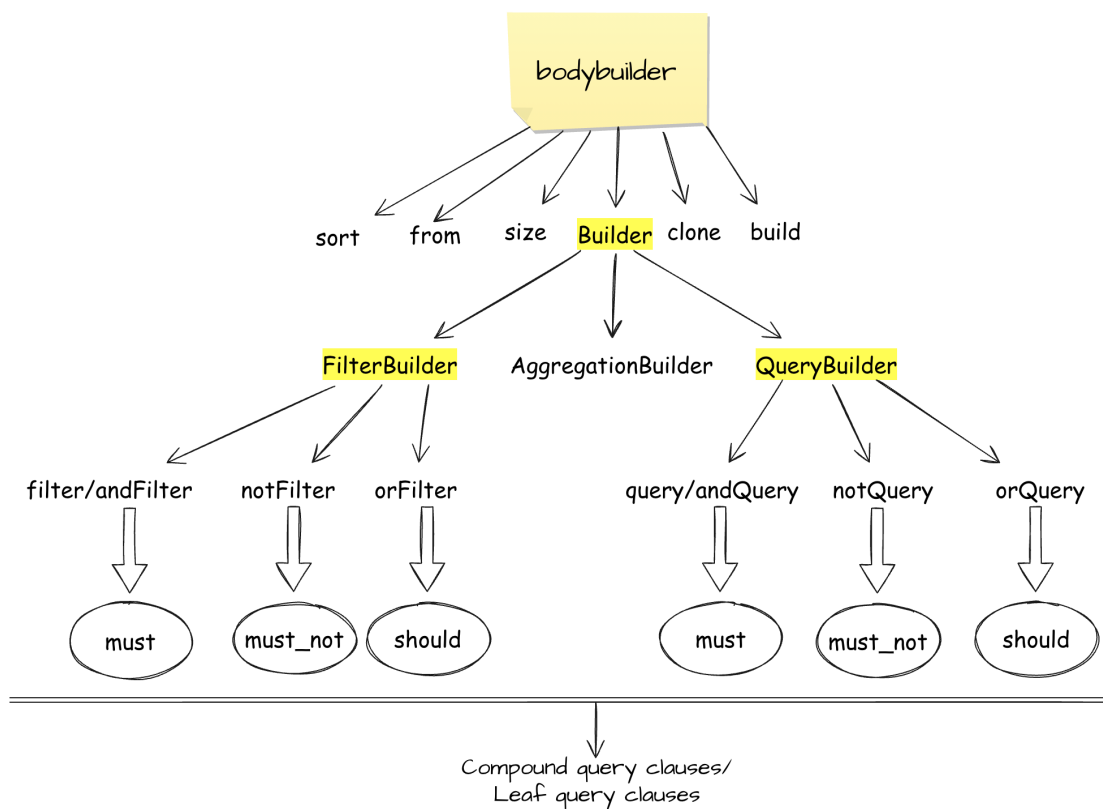 bodybuilder
sort
from
size
Builder
clone
build
FilterBuilder
AggregationBuilder
QueryBuilder
filter/andFilter
notFilter
orFilter
query/andQuery
notQuery
orQuery
must
must_not
should
must
must_not
should
Compound query clauses/
Leaf query clauses